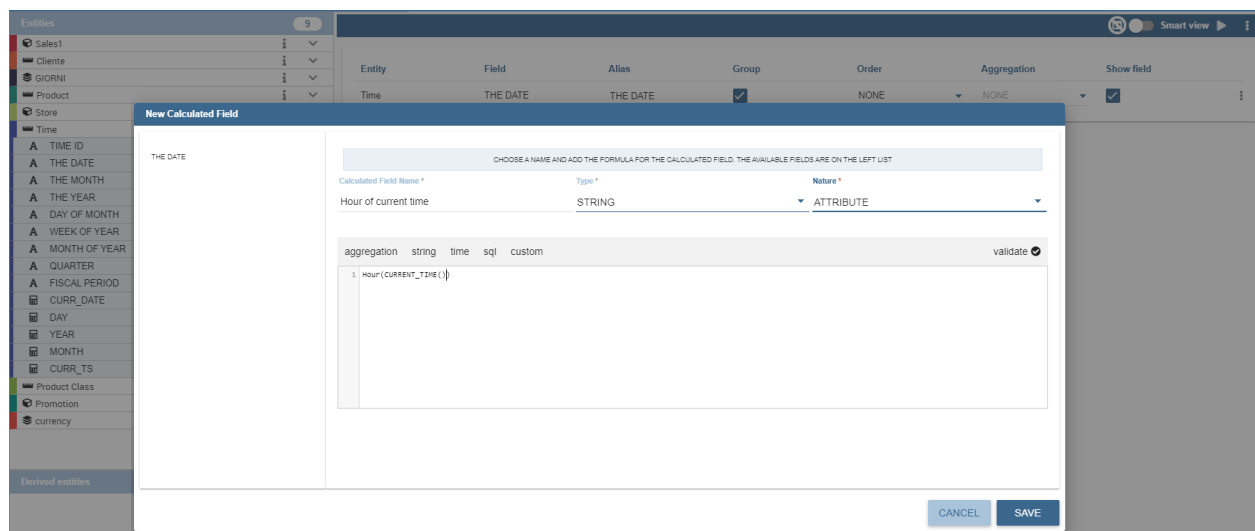 Entities 9
Smart view
Sales1
Cliente
GIORNI
Product
Store
Time
A TIME ID
A THE DATE
A THE MONTH
A THE YEAR
A DAY OF MONTH
A WEEK OF YEAR
A MONTH OF YEAR
A QUARTER
A FISCAL PERIOD
CURR_DATE
DAY
YEAR
MONTH
CURR_TS
Product Class
Promotion
currency
Derived entities
Entity Field Alias Group Order Aggregation Show field
Time THE DATE THE DATE NONE NONE
New Calculated Field
THE DATE
CHOOSE A NAME AND ADD THE FORMULA FOR THE CALCULATED FIELD. THE AVAILABLE FIELDS ARE ON THE LEFT LIST
Calculated Field Name * Type * Nature *
Hour of current time STRING ATTRIBUTE
aggregation string time sql custom validate
1 Hour(CURRENT_TIME())
CANCEL SAVE